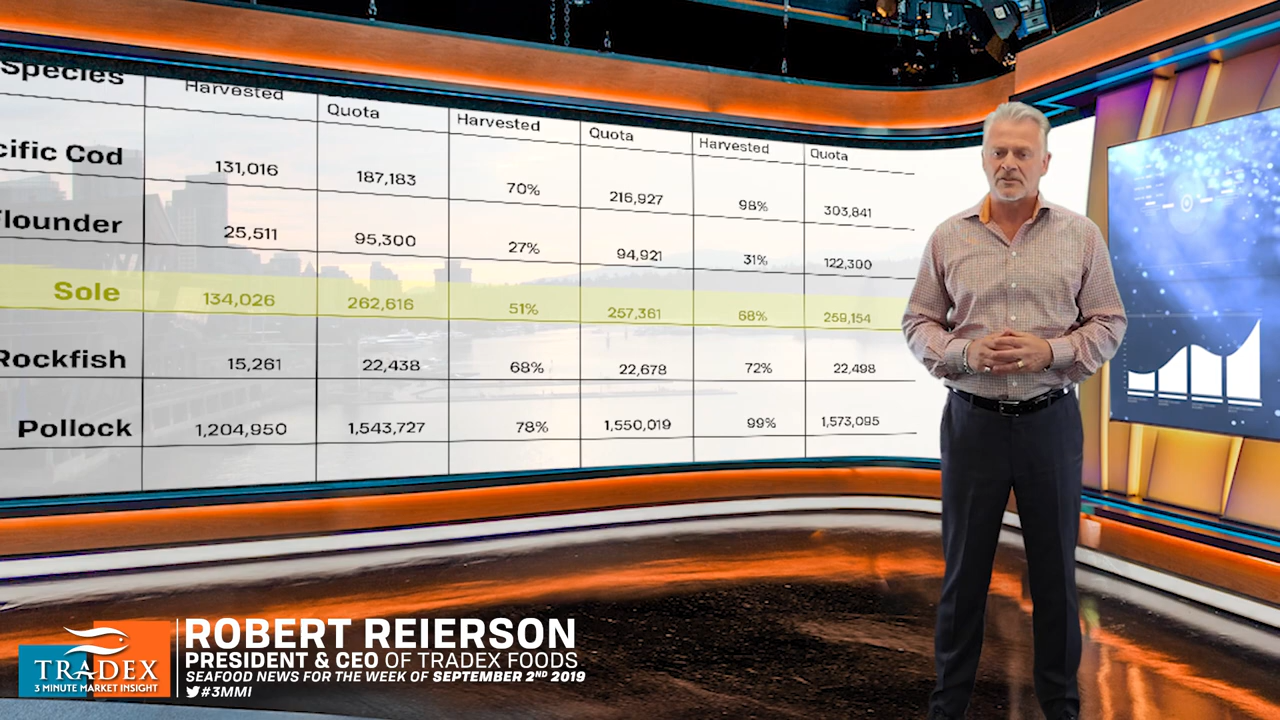 Species Harvested Quota Harvested Quota Harvested Quota
cific Cod 131,016 187,183 70% 216,927 98% 303,841
Flounder 25,511 95,300 27% 94,921 31% 122,300
Sole 134,026 262,616 51% 257,361 68% 259,154
Rockfish 15,261 22,438 68% 22,678 72% 22,498
Pollock 1,204,950 1,543,727 78% 1,550,019 99% 1,573,095
TRADEX
3 MINUTE MARKET INSIGHT
ROBERT REIERSON
PRESIDENT & CEO OF TRADEX FOODS
SEAFOOD NEWS FOR THE WEEK OF SEPTEMBER 2ND 2019
#3MMI